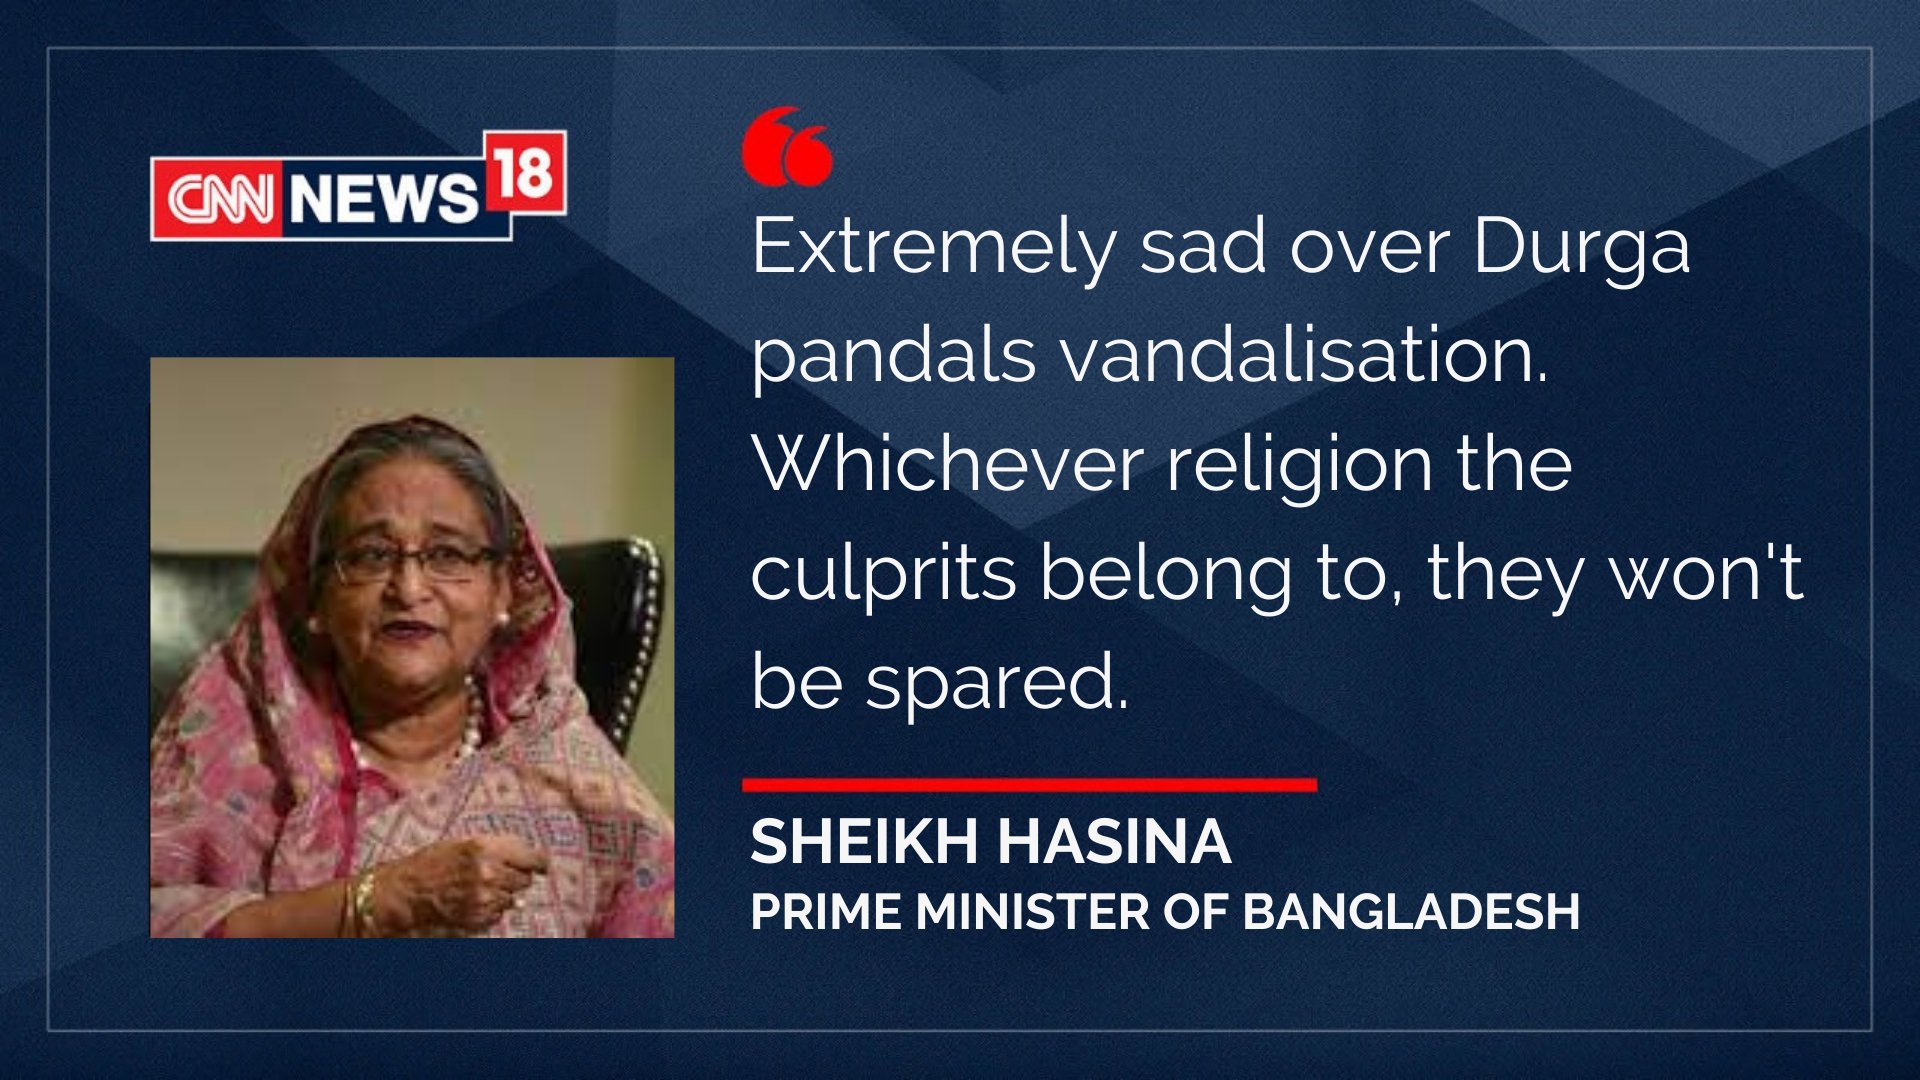 CNN NEWS 18
Extremely sad over Durga
pandals vandalisation.
Whichever religion the
culprits belong to, they won't
be spared.
SHEIKH HASINA
PRIME MINISTER OF BANGLADESH